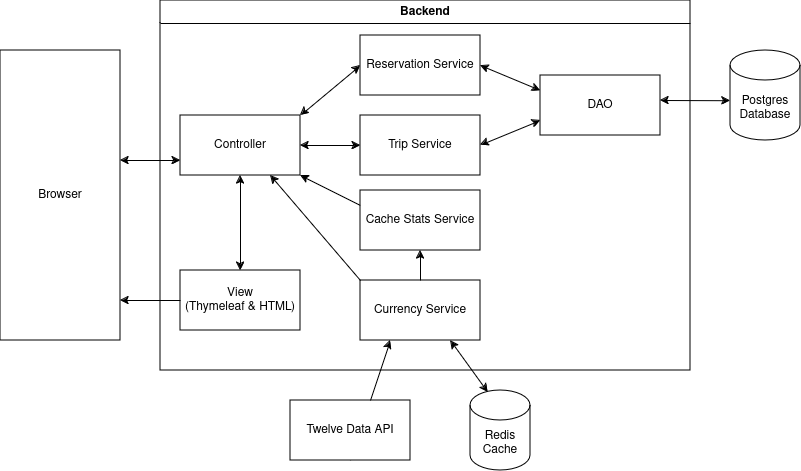 Backend
Reservation Service
DAO
Postgres
Database
Controller
Trip Service
Browser
Cache Stats Service
View
(Thymeleaf & HTML)
Currency Service
Twelve Data API
Redis
Cache